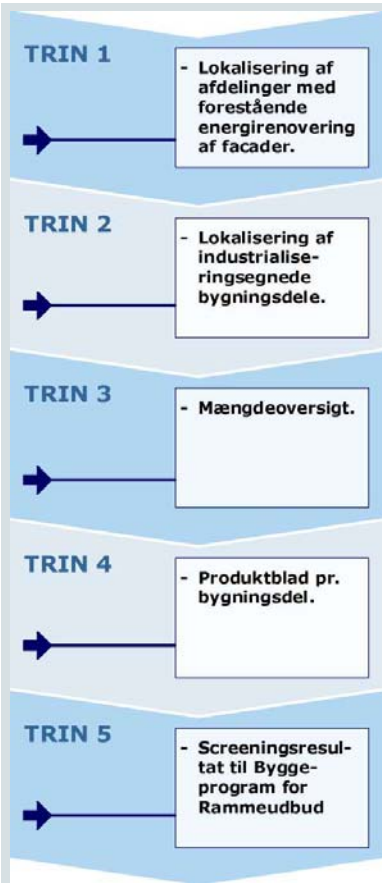 TRIN 1
- Lokalisering af
afdelinger med
forestående
energirenovering
af facader.
TRIN 2
- Lokalisering af
industrialise-
ringsegnede
bygningsdele.
TRIN 3
- Mængdeoversigt.
TRIN 4
- Produktblad pr.
bygningsdel.
TRIN 5
- Screeningsresul-
tat til Bygge-
program for
Rammeudbud